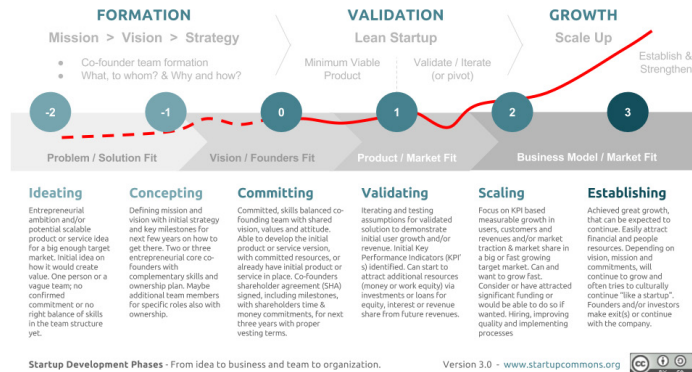 FORMATION
VALIDATION
GROWTH
Mission > Vision > Strategy
Lean Startup
Scale Up
● Co-founder team formation
● What, to whom? & Why and how?
Minimum Viable
Product
Validate / Iterate
(or pivot)
Establish &
Strengthen
-2
-1
0
1
2
3
Problem / Solution Fit
Vision / Founders Fit
Product / Market Fit
Business Model / Market Fit
Ideating
Entrepreneurial
ambition and/or
potential scalable
product or service idea
for a big enough target
market. Initial idea on
how it would create
value. One person or a
vague team; no
confirmed
commitment or no
right balance of skills
in the team structure
yet.
Concepting
Defining mission and
vision with initial strategy
and key milestones for
next few years on how to
get there. Two or three
entrepreneurial core co-
founders with
complementary skills and
ownership plan. Maybe
additional team members
for specific roles also with
ownership.
Committing
Committed, skills balanced co-
founding team with shared
vision, values and attitude.
Able to develop the initial
product or service version,
with committed resources, or
already have initial product or
service in place. Co-founders
shareholder agreement (SHA)
signed, including milestones,
with shareholders time &
money commitments, for next
three years with proper
vesting terms.
Validating
Iterating and testing
assumptions for validated
solution to demonstrate
initial user growth and/or
revenue. Initial Key
Performance Indicators (KPI'
s) identified. Can start to
attract additional resources
(money or work equity) via
investments or loans for
equity, interest or revenue
share from future revenues.
Scaling
Focus on KPI based
measurable growth in
users, customers and
revenues and/or market
traction & market share in
a big or fast growing
target market. Can and
want to grow fast.
Consider or have attracted
significant funding or
would be able to do so if
wanted. Hiring, improving
quality and implementing
processes
Establishing
Achieved great growth,
that can be expected to
continue. Easily attract
financial and people
resources. Depending on
vision, mission and
commitments, will
continue to grow and
often tries to culturally
continue "like a startup".
Founders and/or investors
make exit(s) or continue
with the company.
Startup Development Phases - From idea to business and team to organization.
Version 3.0 - www.startupcommons.org
cc